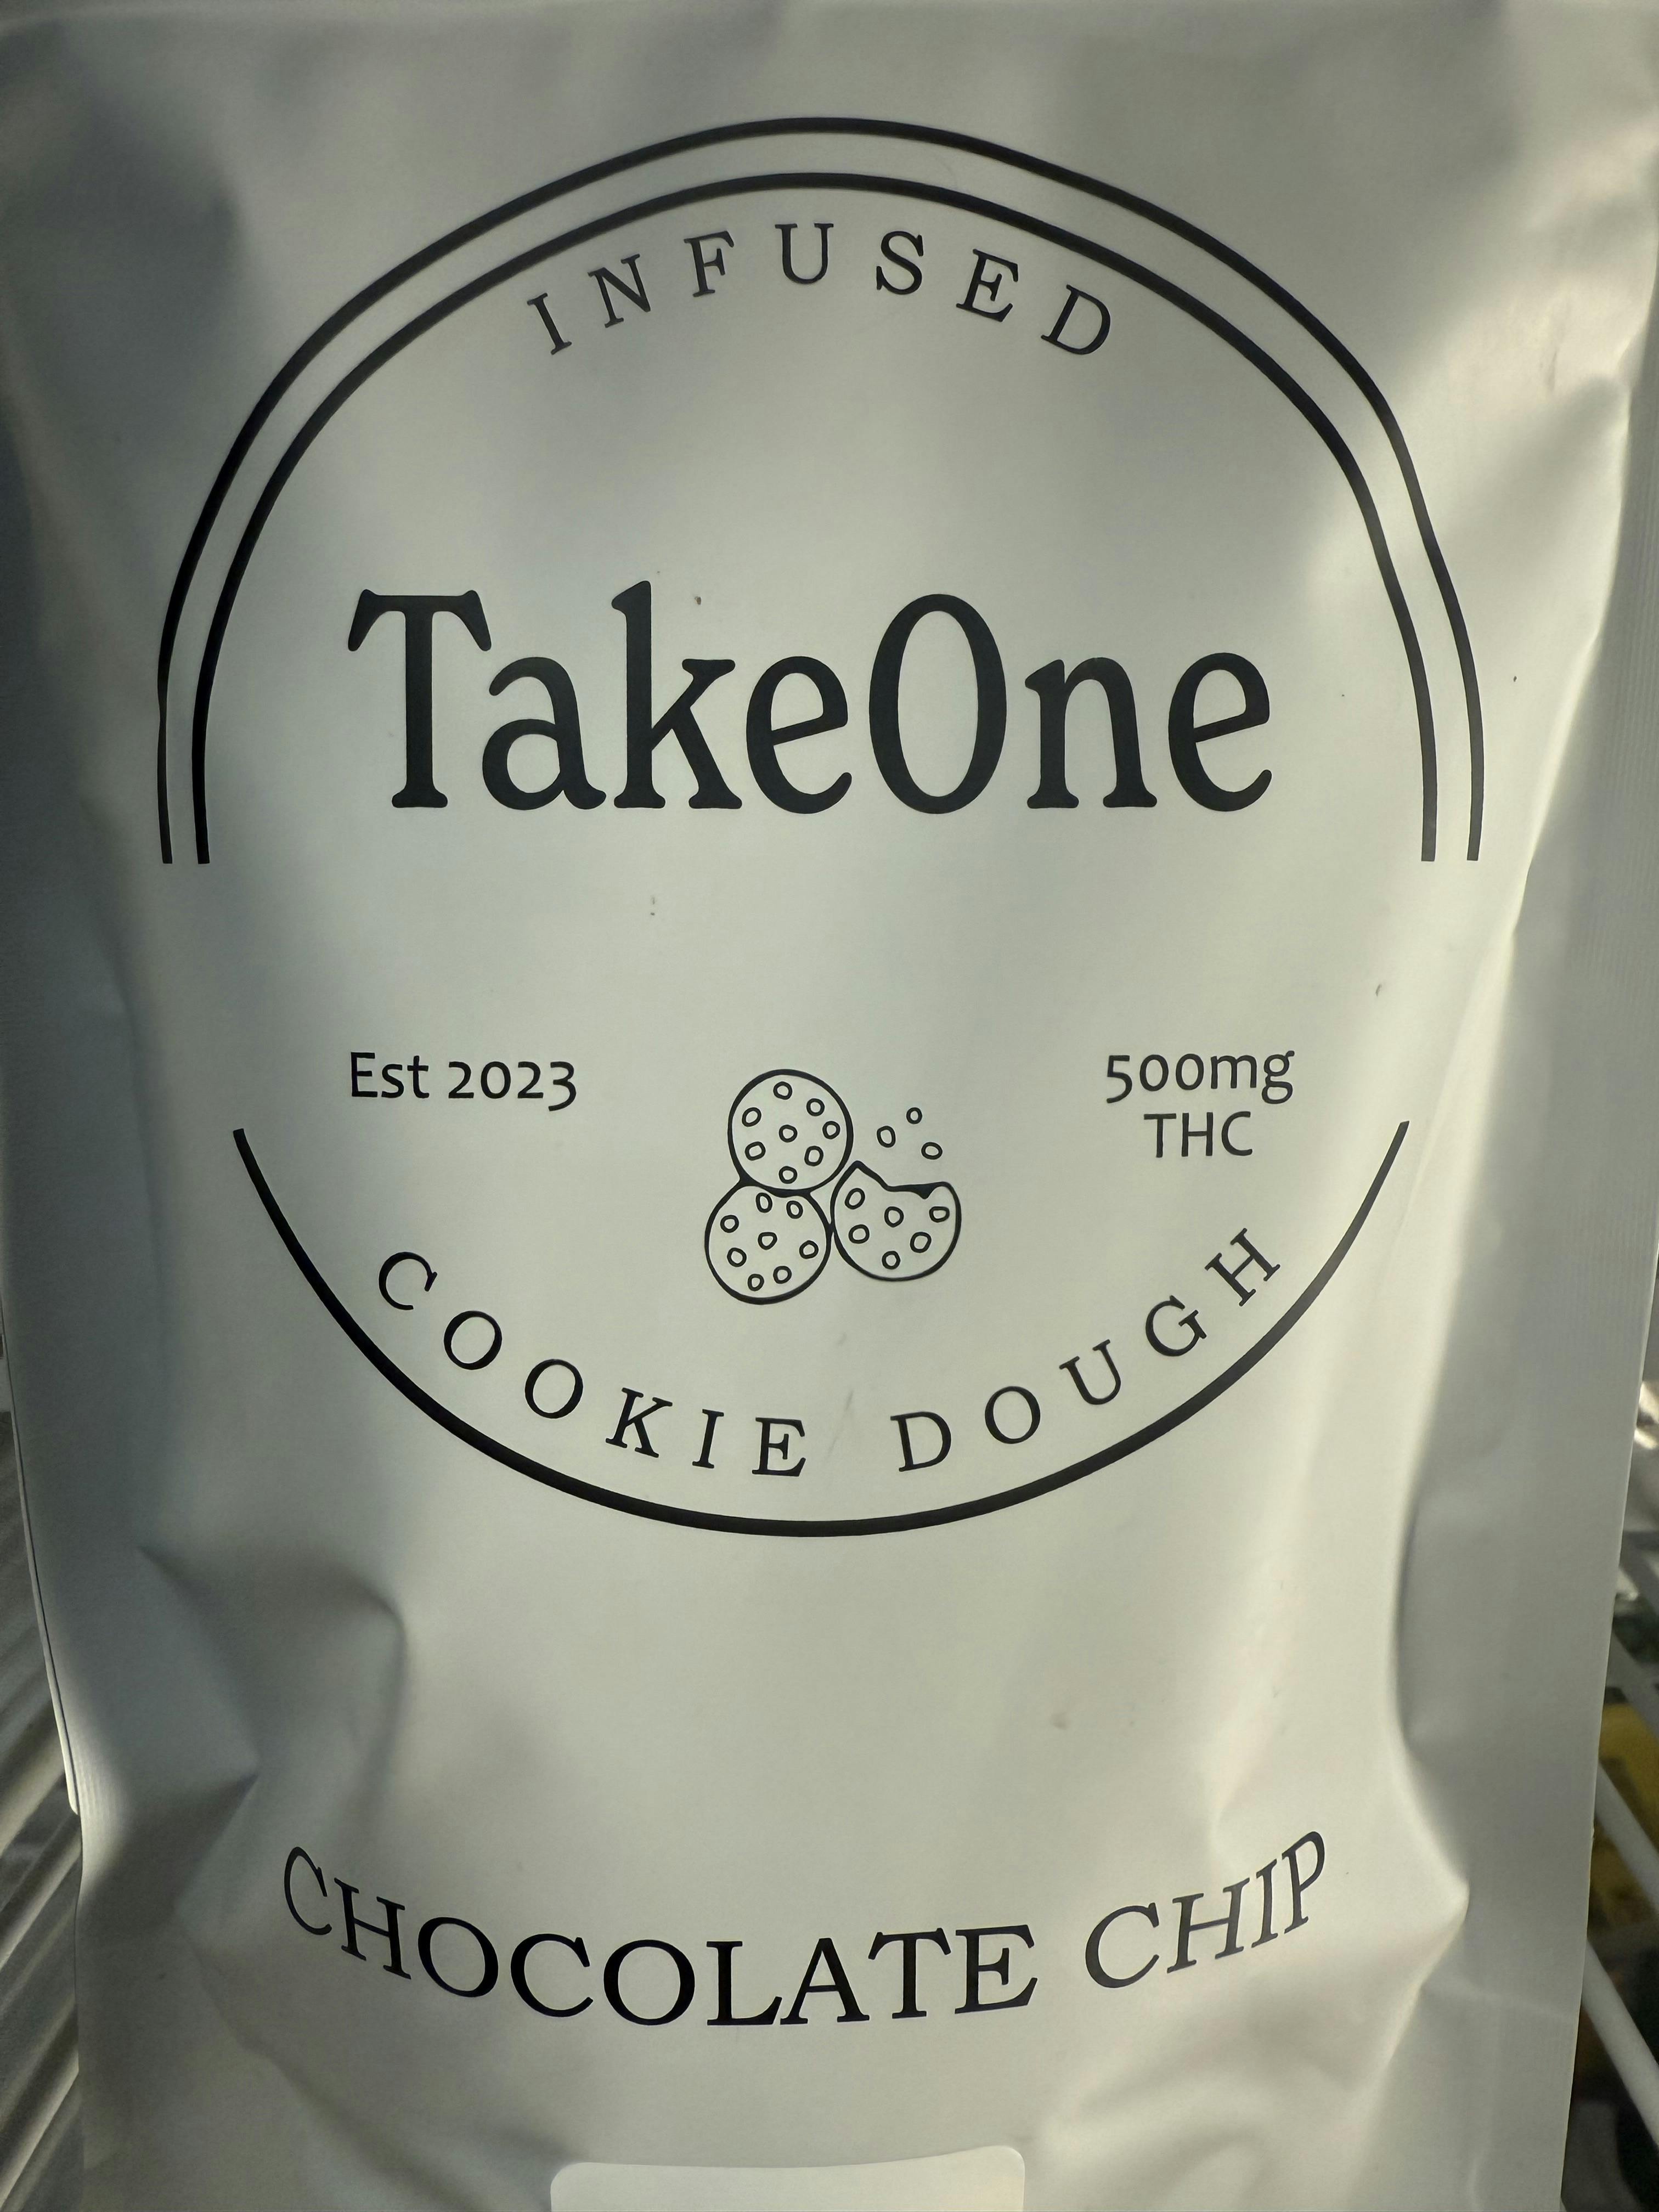 INFUSED
TakeOne
Est 2023
500mg
THC
COOKIE DOUGH
CHOCOLATE CHIP